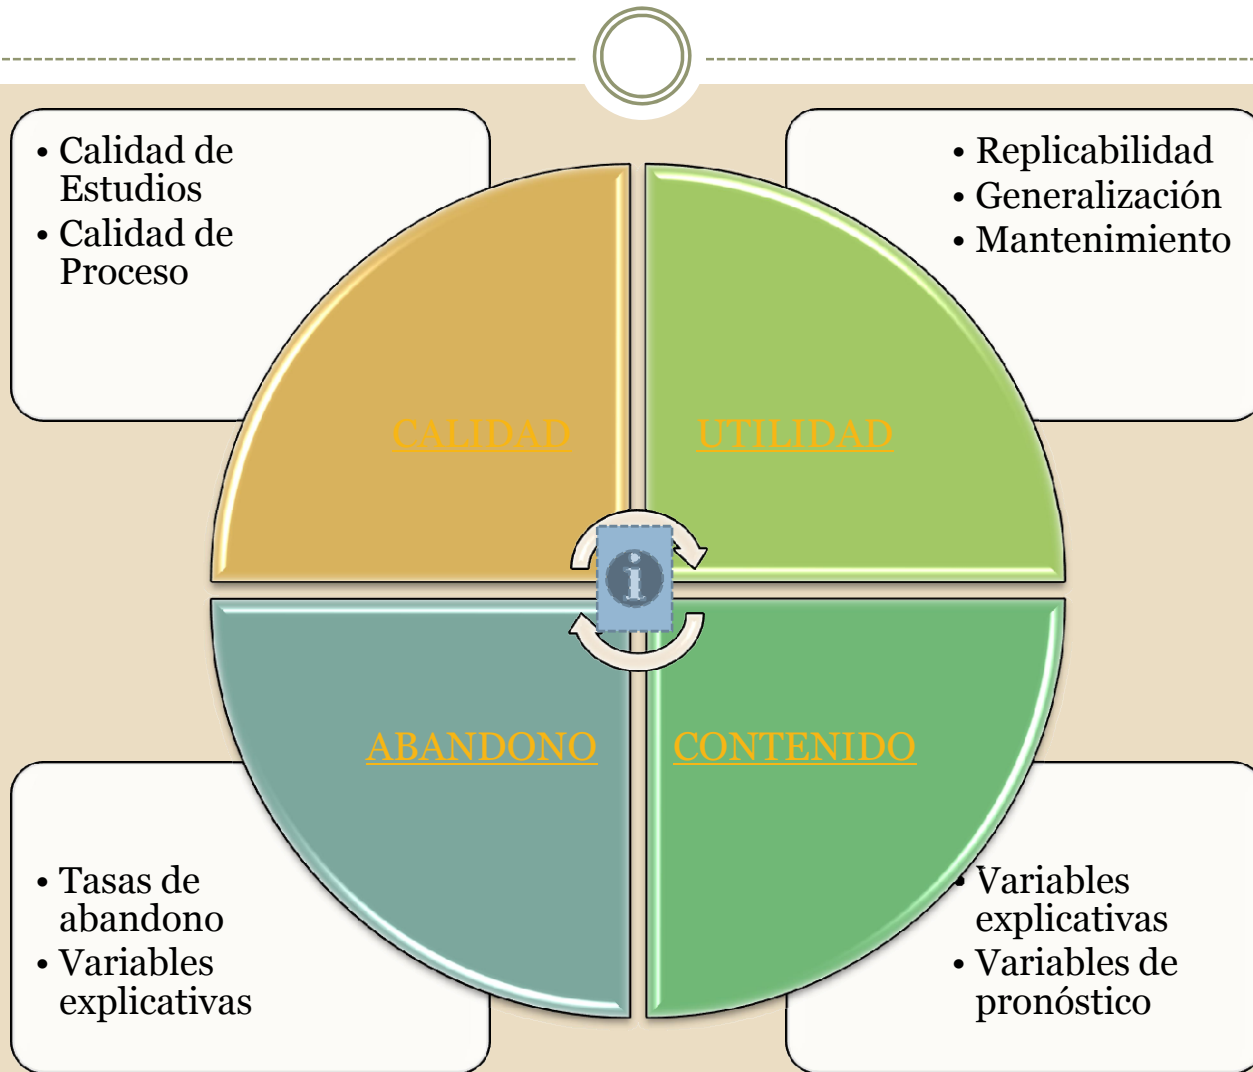 • Calidad de
Estudios
• Calidad de
Proceso
• Replicabilidad
• Generalización
• Mantenimiento
CALIDAD
UTILIDAD
ABANDONO
CONTENIDO
• Tasas de
abandono
• Variables
explicativas
• Variables
explicativas
• Variables de
pronóstico